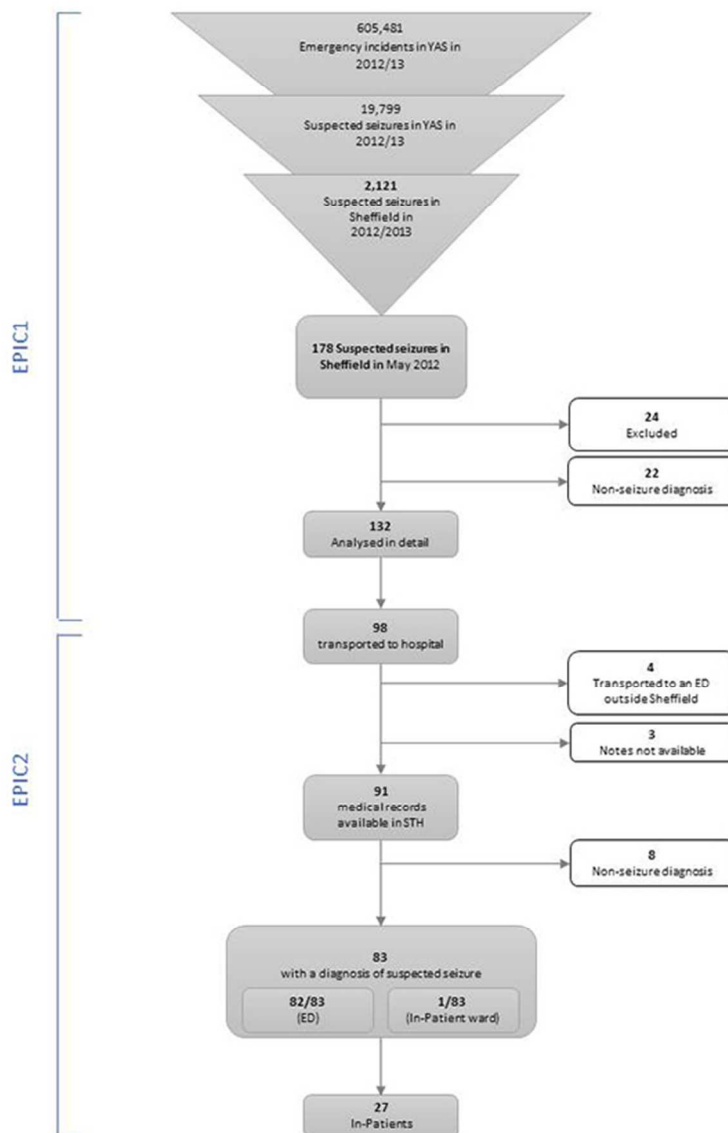 605,481
Emergency incidents in YAS in
2012/13
19,799
Suspected seizures in YAS in
2012/13
2,121
Suspected seizures in
Sheffield in
2012/2013
EPIC1
178 Suspected seizures in
Sheffield in May 2012
24
Excluded
22
Non-seizure diagnosis
132
Analysed in detail
98
transported to hospital
4
Transported to an ED
outside Sheffield
3
Notes not available
EPIC2
91
medical records
available in STH
8
Non-seizure diagnosis
83
with a diagnosis of suspected seizure
82/83
(ED)
1/83
(In-Patient ward)
27
In-Patients